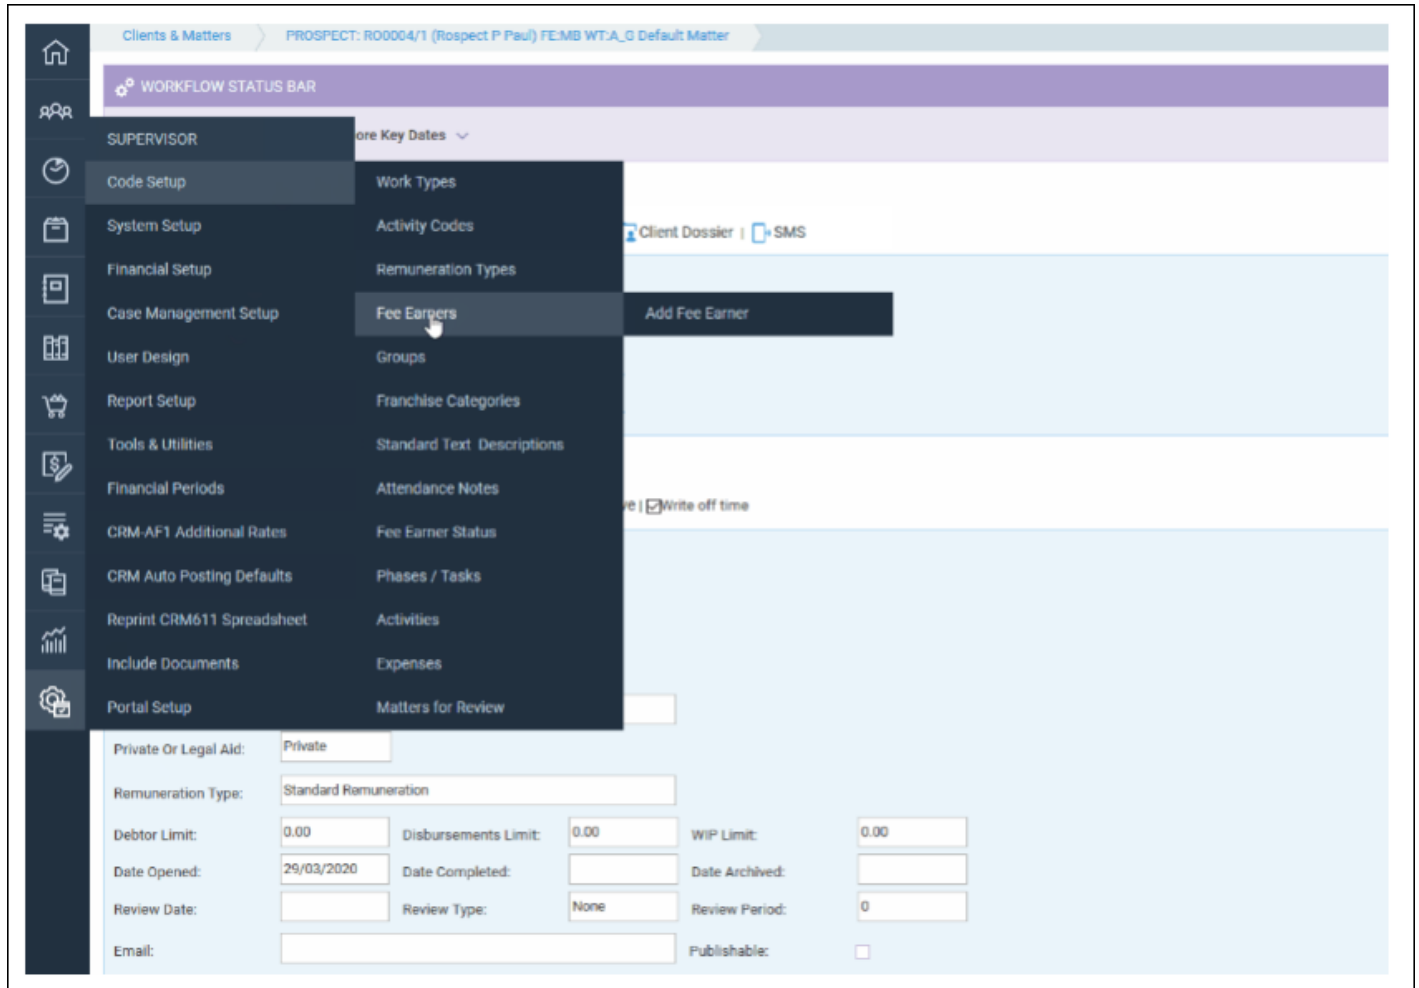 Clients & Matters PROSPECT: RO0004/1 (Rospect P Paul) FE:MB WT:A_G Default Matter
WORKFLOW STATUS BAR
SUPERVISOR ore Key Dates
Code Setup Work Types
System Setup Activity Codes Client Dossier | SMS
Financial Setup Remuneration Types
Case Management Setup Fee Earners Add Fee Earner
User Design Groups
Report Setup Franchise Categories
Tools & Utilities Standard Text Descriptions
Financial Periods Attendance Notes ve | Write off time
CRM-AF1 Additional Rates Fee Earner Status
CRM Auto Posting Defaults Phases / Tasks
Reprint CRM611 Spreadsheet Activities
Include Documents Expenses
Portal Setup Matters for Review
Private Or Legal Aid: Private
Remuneration Type: Standard Remuneration
Debtor Limit: 0.00 Disbursements Limit: 0.00 WIP Limit: 0.00
Date Opened: 29/03/2020 Date Completed: Date Archived:
Review Date: Review Type: None Review Period: 0
Email: Publishable: